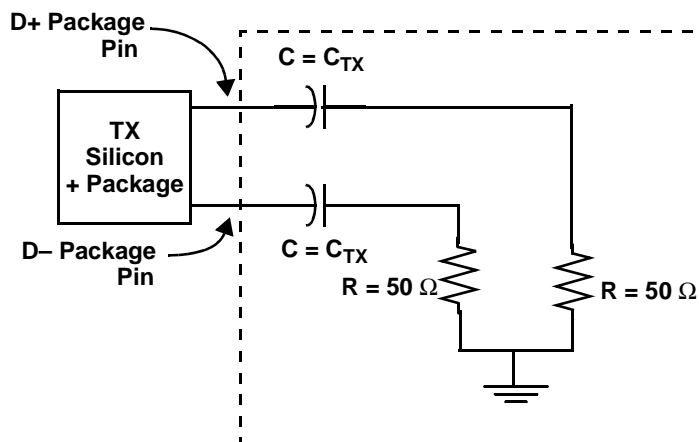 D+ Package
Pin
C = CTX
TX
Silicon
+ Package
D– Package
Pin
C = CTX
R = 50 Ω
R = 50 Ω